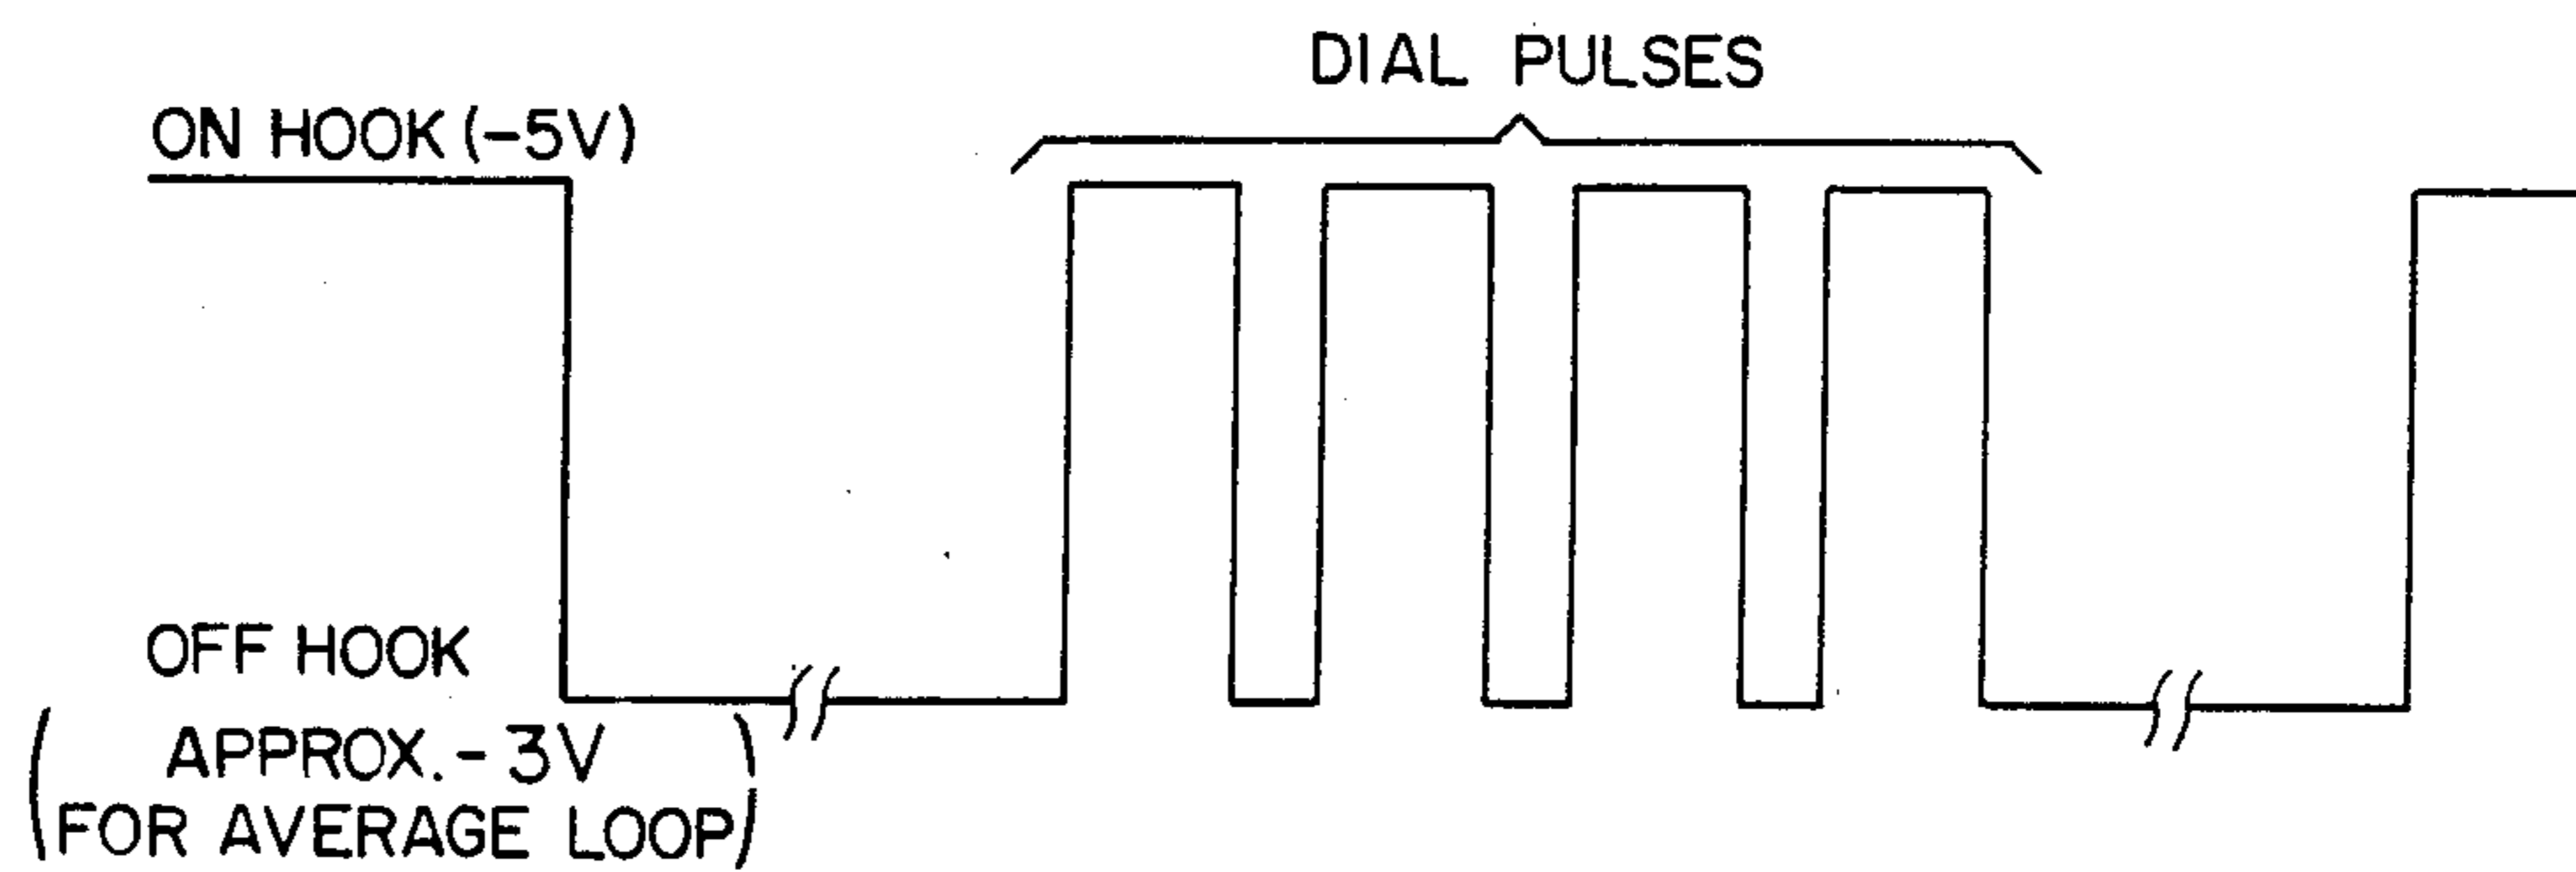 DIAL PULSES
ON HOOK (-5V)
OFF HOOK
(APPROX. - 3V
FOR AVERAGE LOOP)